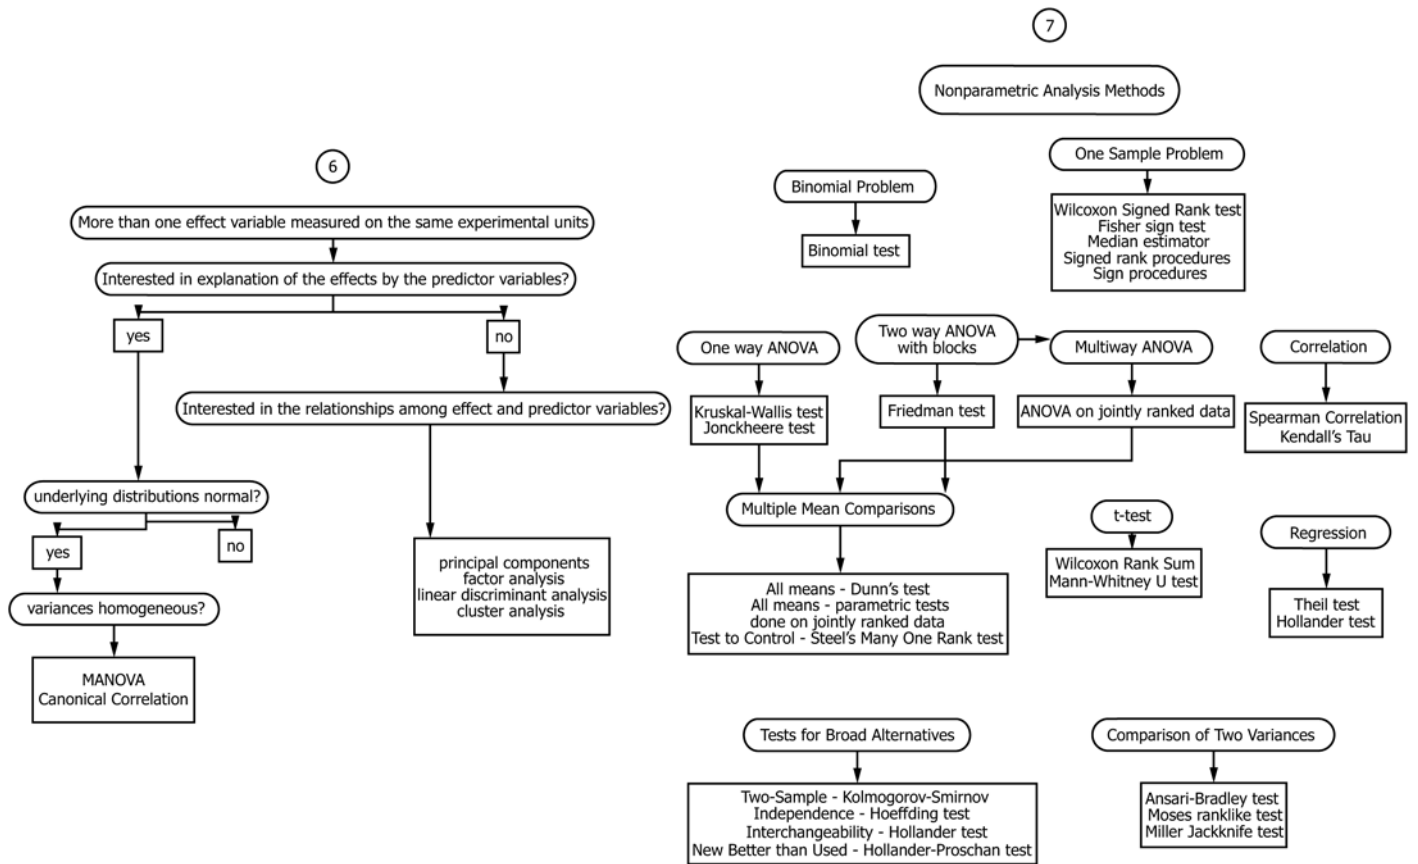 6
More than one effect variable measured on the same experimental units
Interested in explanation of the effects by the predictor variables?
yes
no
Interested in the relationships among effect and predictor variables?
underlying distributions normal?
yes
no
variances homogeneous?
MANOVA
Canonical Correlation
principal components
factor analysis
linear discriminant analysis
cluster analysis
7
Nonparametric Analysis Methods
Binomial Problem
Binomial test
One Sample Problem
Wilcoxon Signed Rank test
Fisher sign test
Median estimator
Signed rank procedures
Sign procedures
One way ANOVA
Kruskal-Wallis test
Jonckheere test
Two way ANOVA
with blocks
Friedman test
Multiway ANOVA
ANOVA on jointly ranked data
Correlation
Spearman Correlation
Kendall's Tau
Multiple Mean Comparisons
All means - Dunn's test
All means - parametric tests
done on jointly ranked data
Test to Control - Steel's Many One Rank test
t-test
Wilcoxon Rank Sum
Mann-Whitney U test
Regression
Theil test
Hollander test
Tests for Broad Alternatives
Two-Sample - Kolmogorov-Smirnov
Independence - Hoeffding test
Interchangeability - Hollander test
New Better than Used - Hollander-Proschan test
Comparison of Two Variances
Ansari-Bradley test
Moses ranklike test
Miller Jackknife test